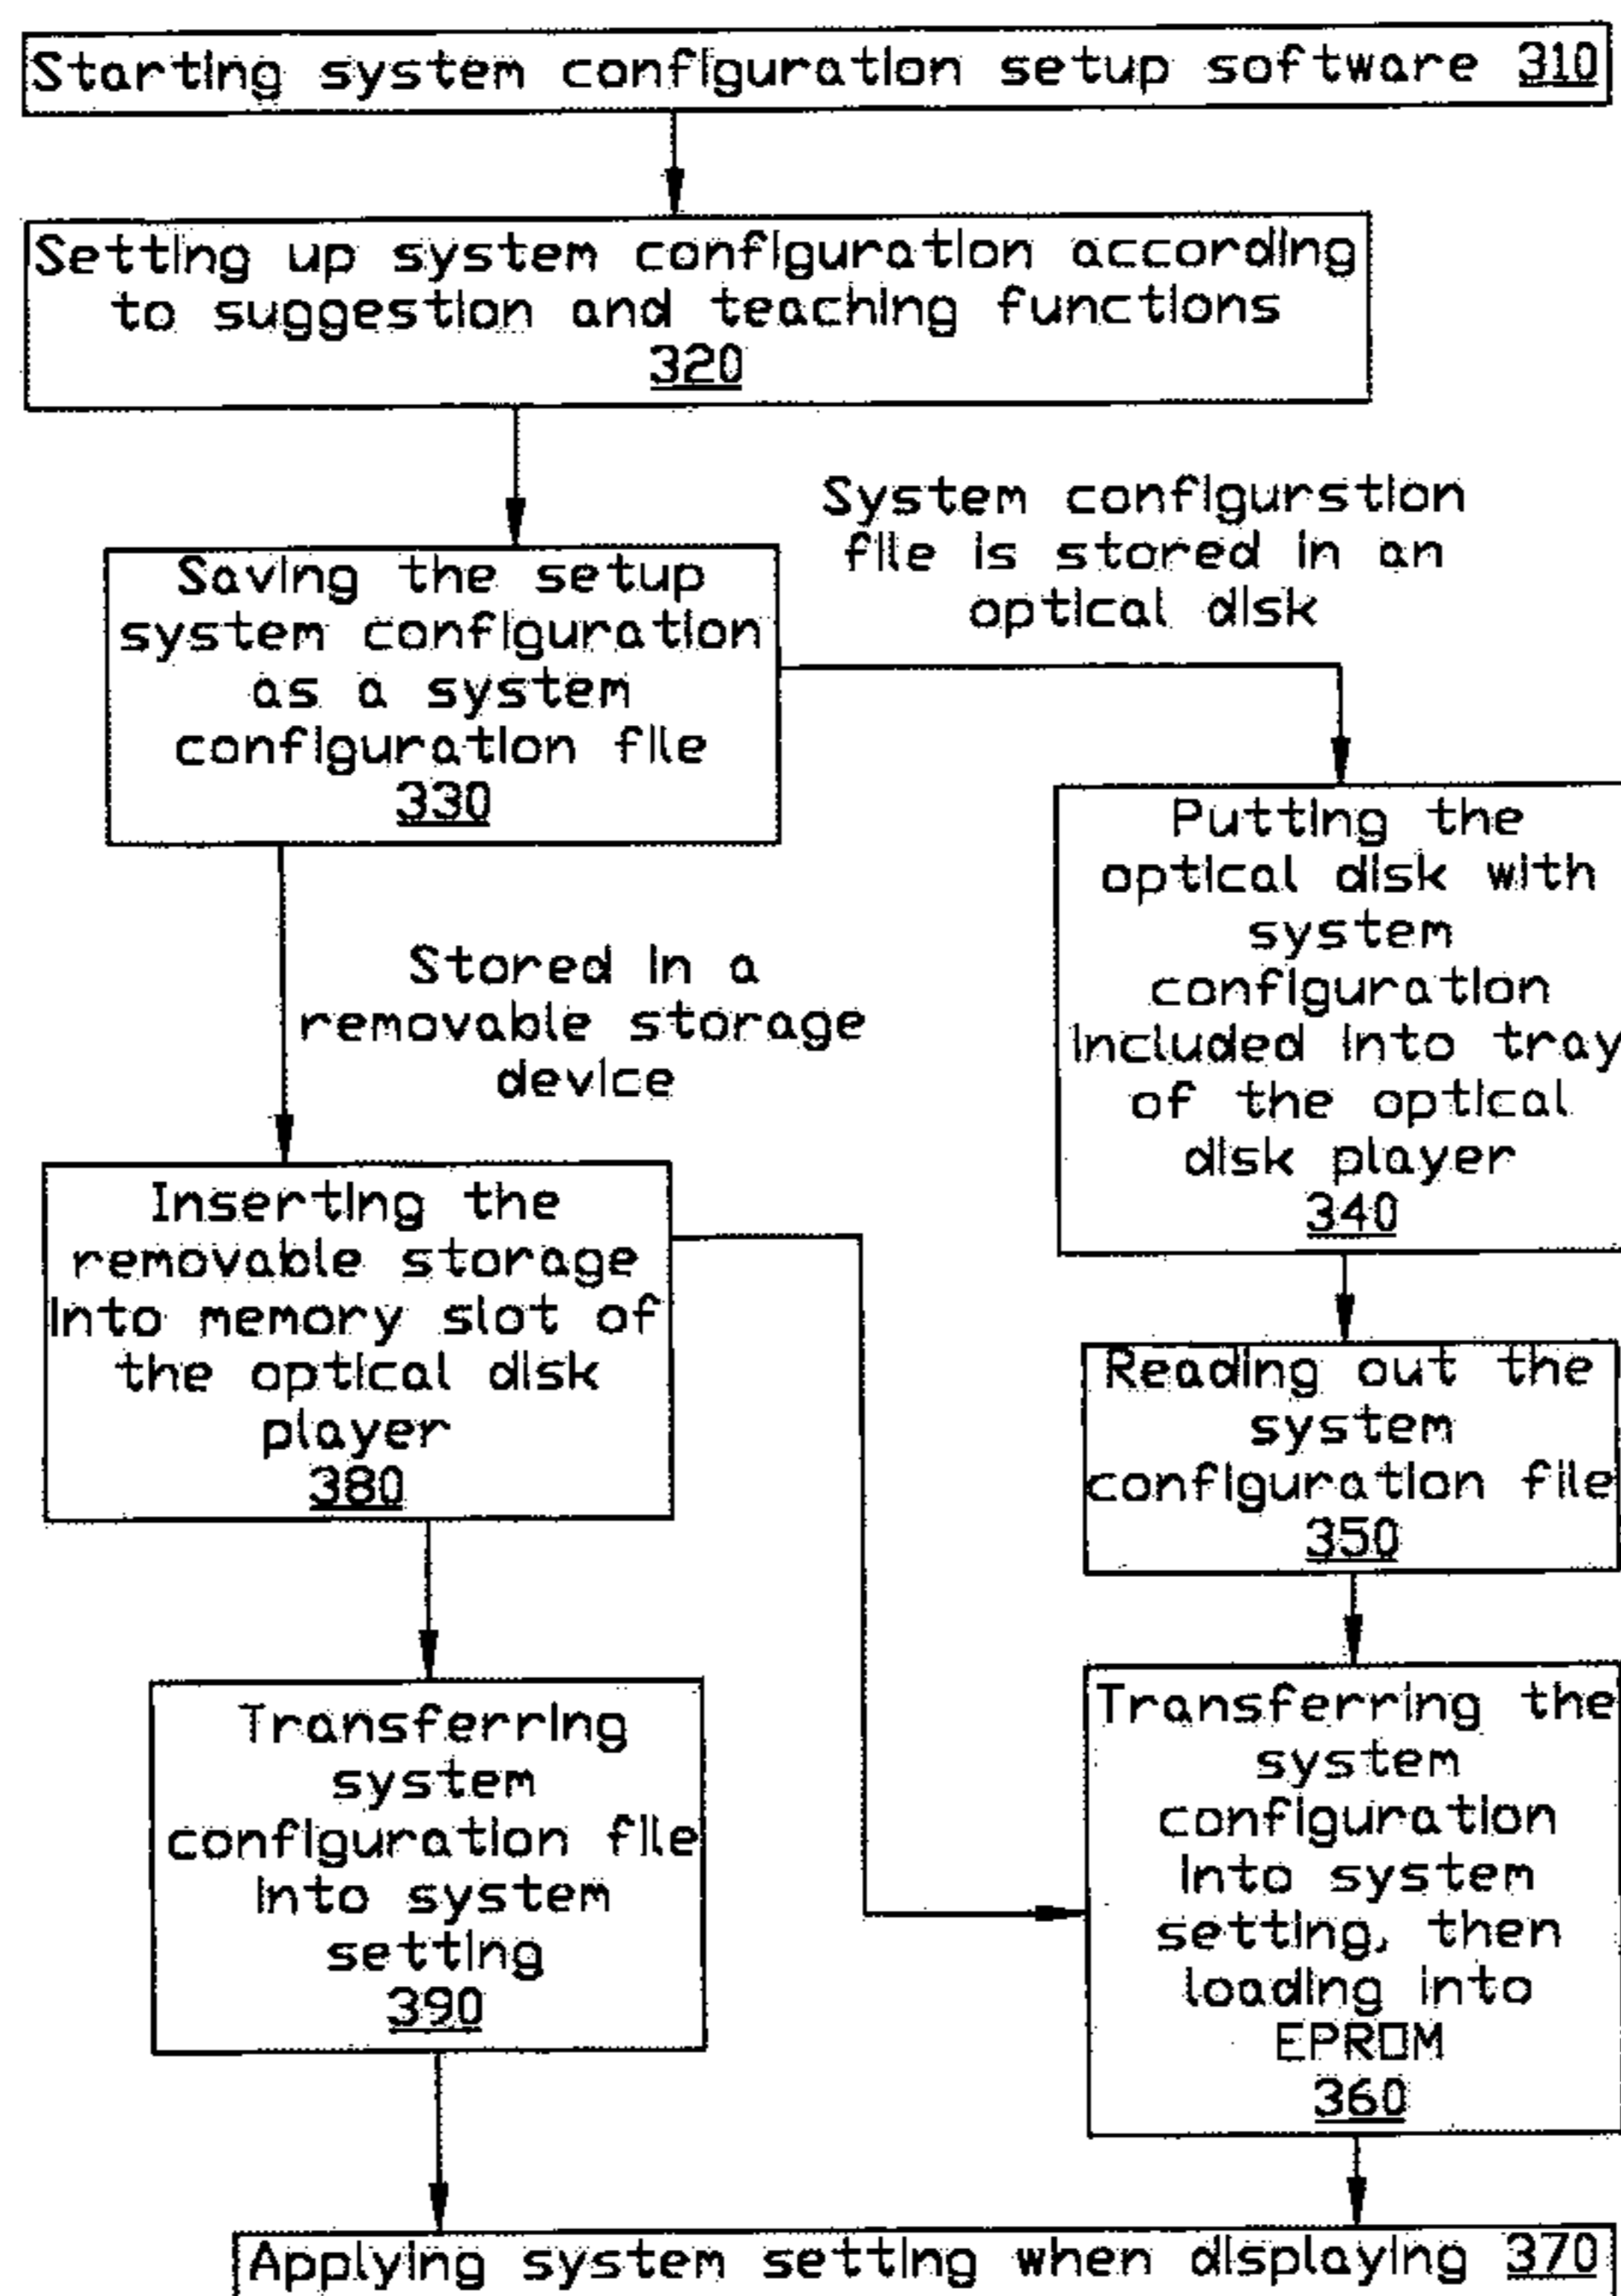 Starting system configuration setup software 310
Setting up system configuration according
to suggestion and teaching functions
320
Saving the setup
system configuration
as a system
configuration file
330
System configurstion
file is stored in an
optical disk
Putting the
optical disk with
system
configuration
included into tray
of the optical
disk player
340
Stored in a
removable storage
device
Inserting the
removable storage
into memory slot of
the optical disk
player
380
Reading out the
system
configuration file
350
Transferring
system
configuration file
into system
setting
390
Transferring the
system
configuration
into system
setting, then
loading into
EPROM
360
Applying system setting when displaying 370